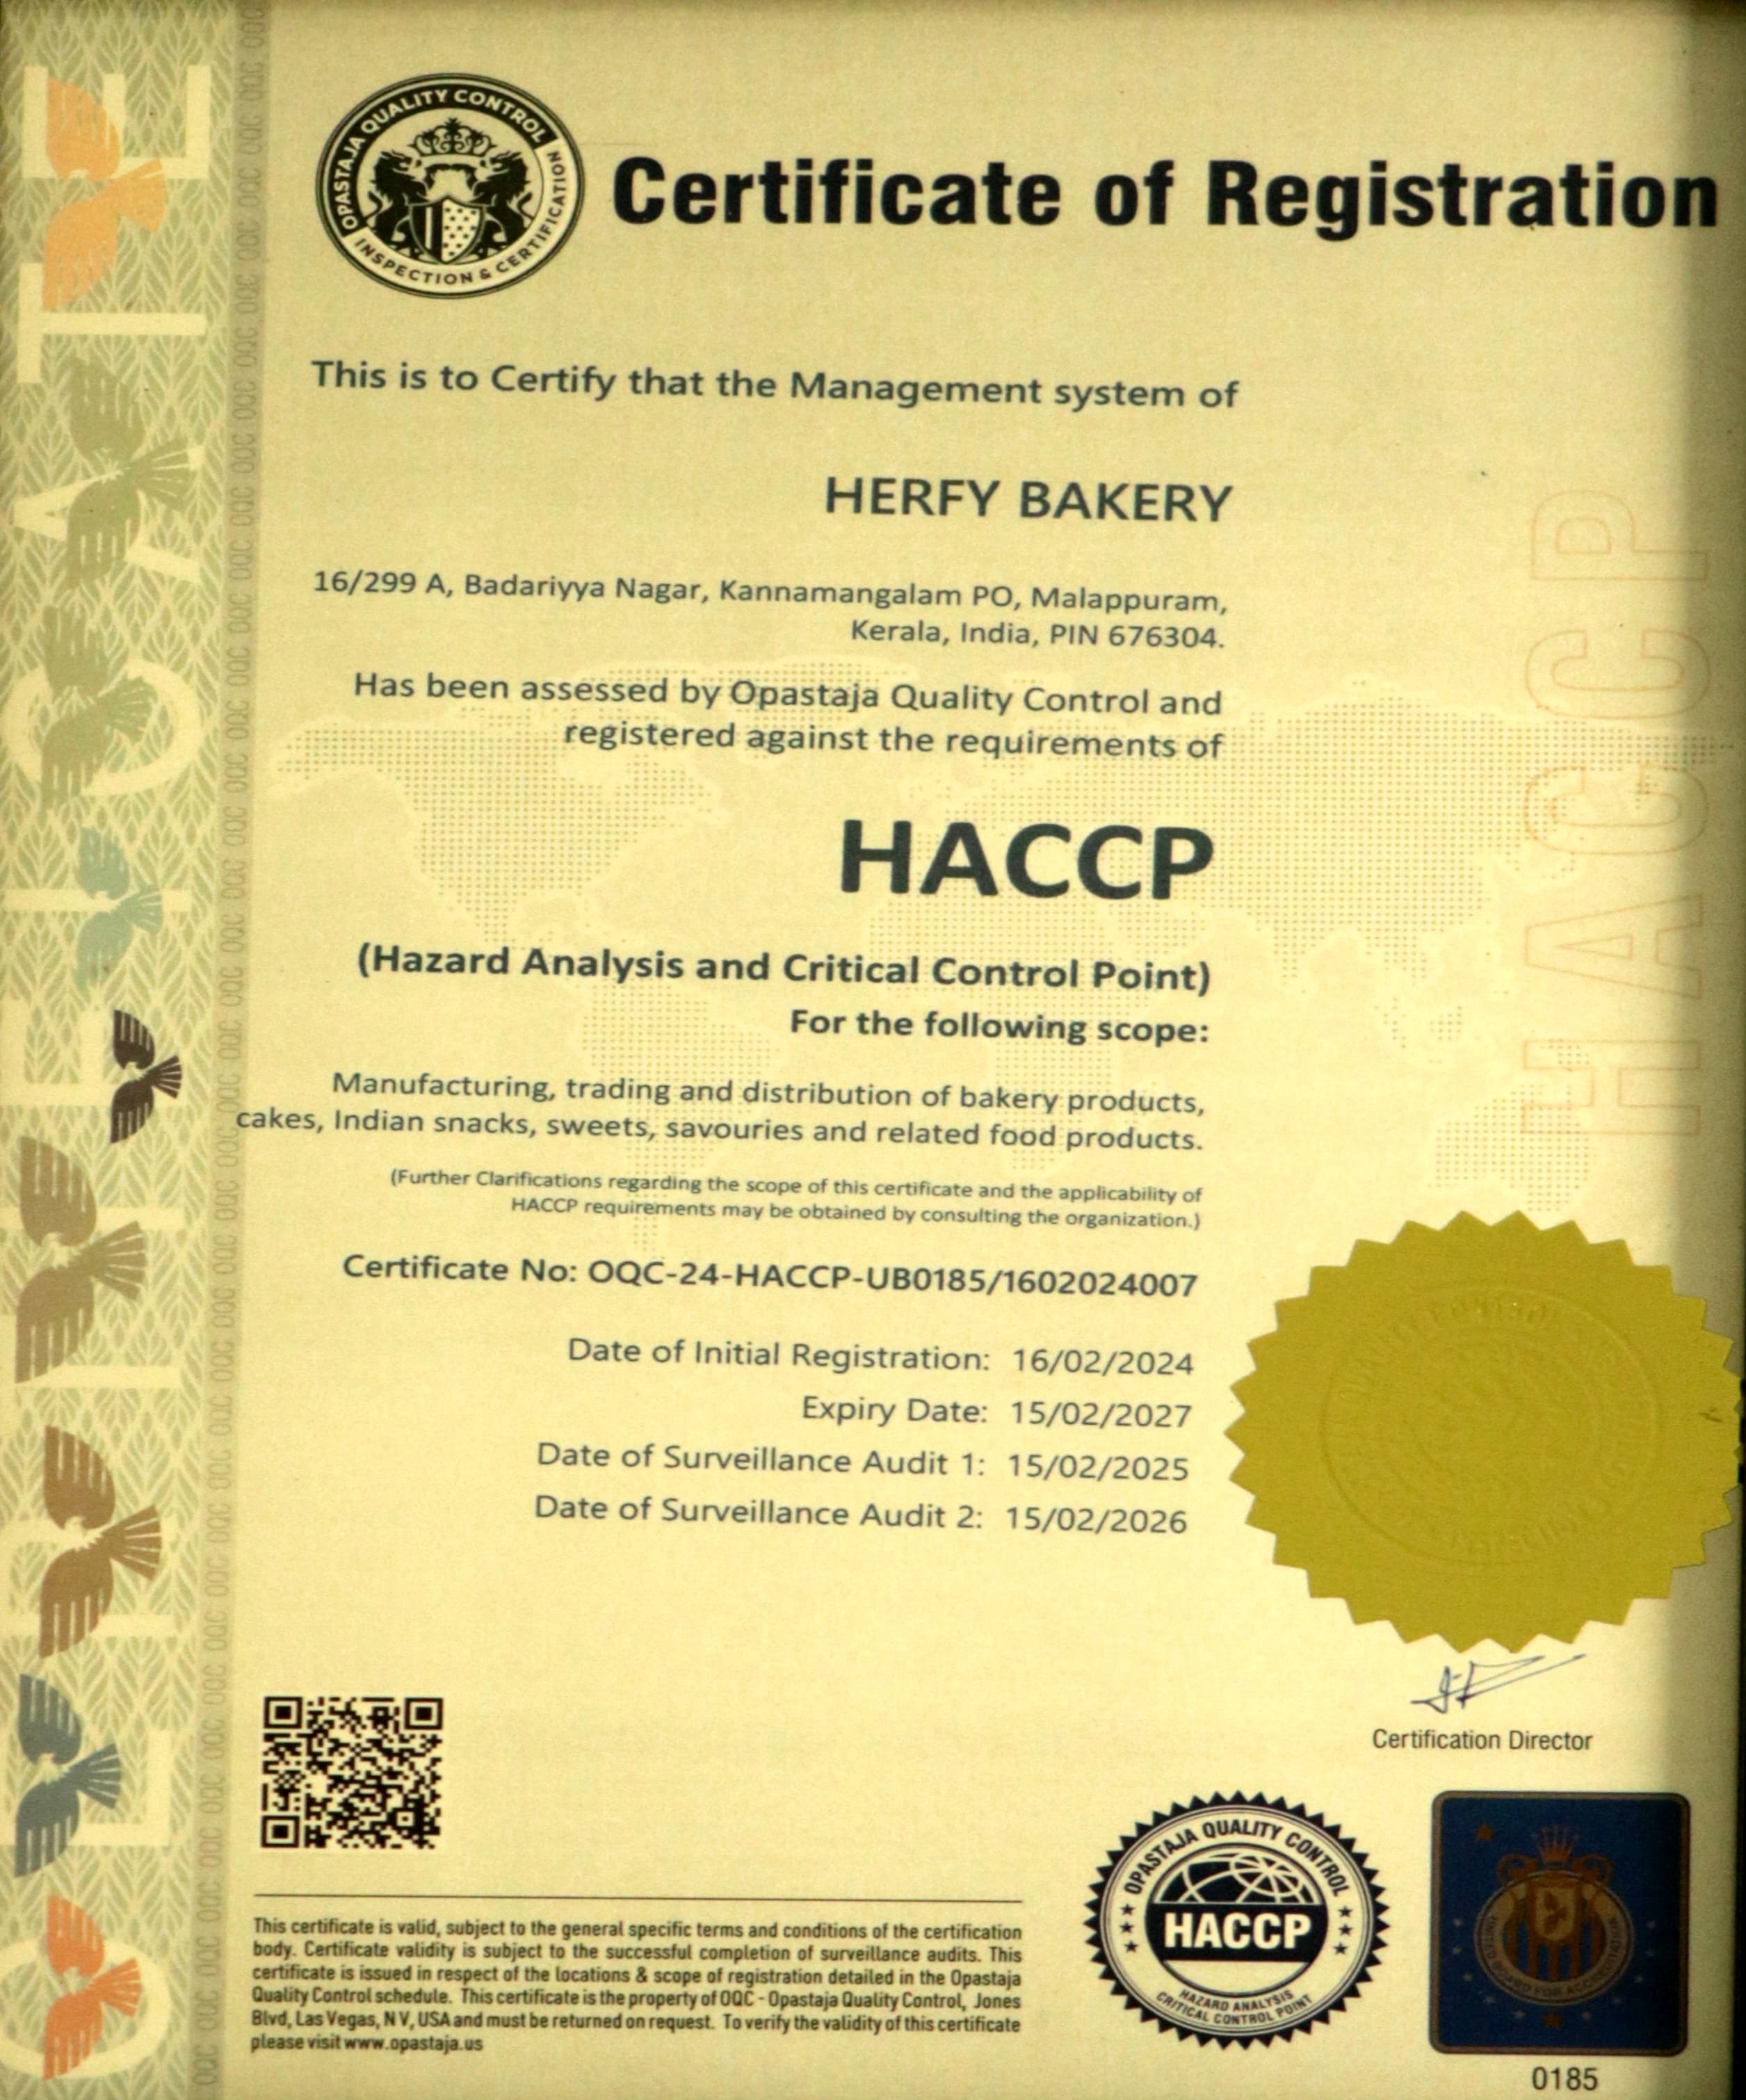 OPASTAJA QUALITY CONTROL
INSPECTION & CERTIFICATION
Certificate of Registration
This is to Certify that the Management system of
HERFY BAKERY
16/299 A, Badariyya Nagar, Kannamangalam PO, Malappuram,
Kerala, India, PIN 676304.
Has been assessed by Opastaja Quality Control and
registered against the requirements of
HACCP
(Hazard Analysis and Critical Control Point)
For the following scope:
Manufacturing, trading and distribution of bakery products,
cakes, Indian snacks, sweets, savouries and related food products.
(Further Clarifications regarding the scope of this certificate and the applicability of
HACCP requirements may be obtained by consulting the organization.)
Certificate No: OQC-24-HACCP-UB0185/1602024007
Date of Initial Registration: 16/02/2024
Expiry Date: 15/02/2027
Date of Surveillance Audit 1: 15/02/2025
Date of Surveillance Audit 2: 15/02/2026
HACCP
Certification Director
This certificate is valid, subject to the general specific terms and conditions of the certification
body. Certificate validity is subject to the successful completion of surveillance audits. This
certificate is issued in respect of the locations & scope of registration detailed in the Opastaja
Quality Control schedule. This certificate is the property of OQC - Opastaja Quality Control, Jones
Blvd, Las Vegas, N V, USA and must be returned on request. To verify the validity of this certificate
please visit www.opastaja.us
OPASTAJA QUALITY CONTROL
HACCP
HAZARD ANALYSIS
CRITICAL CONTROL POINT
UNITED BOARD FOR ACCREDITATION
0185
CERTIFICATE